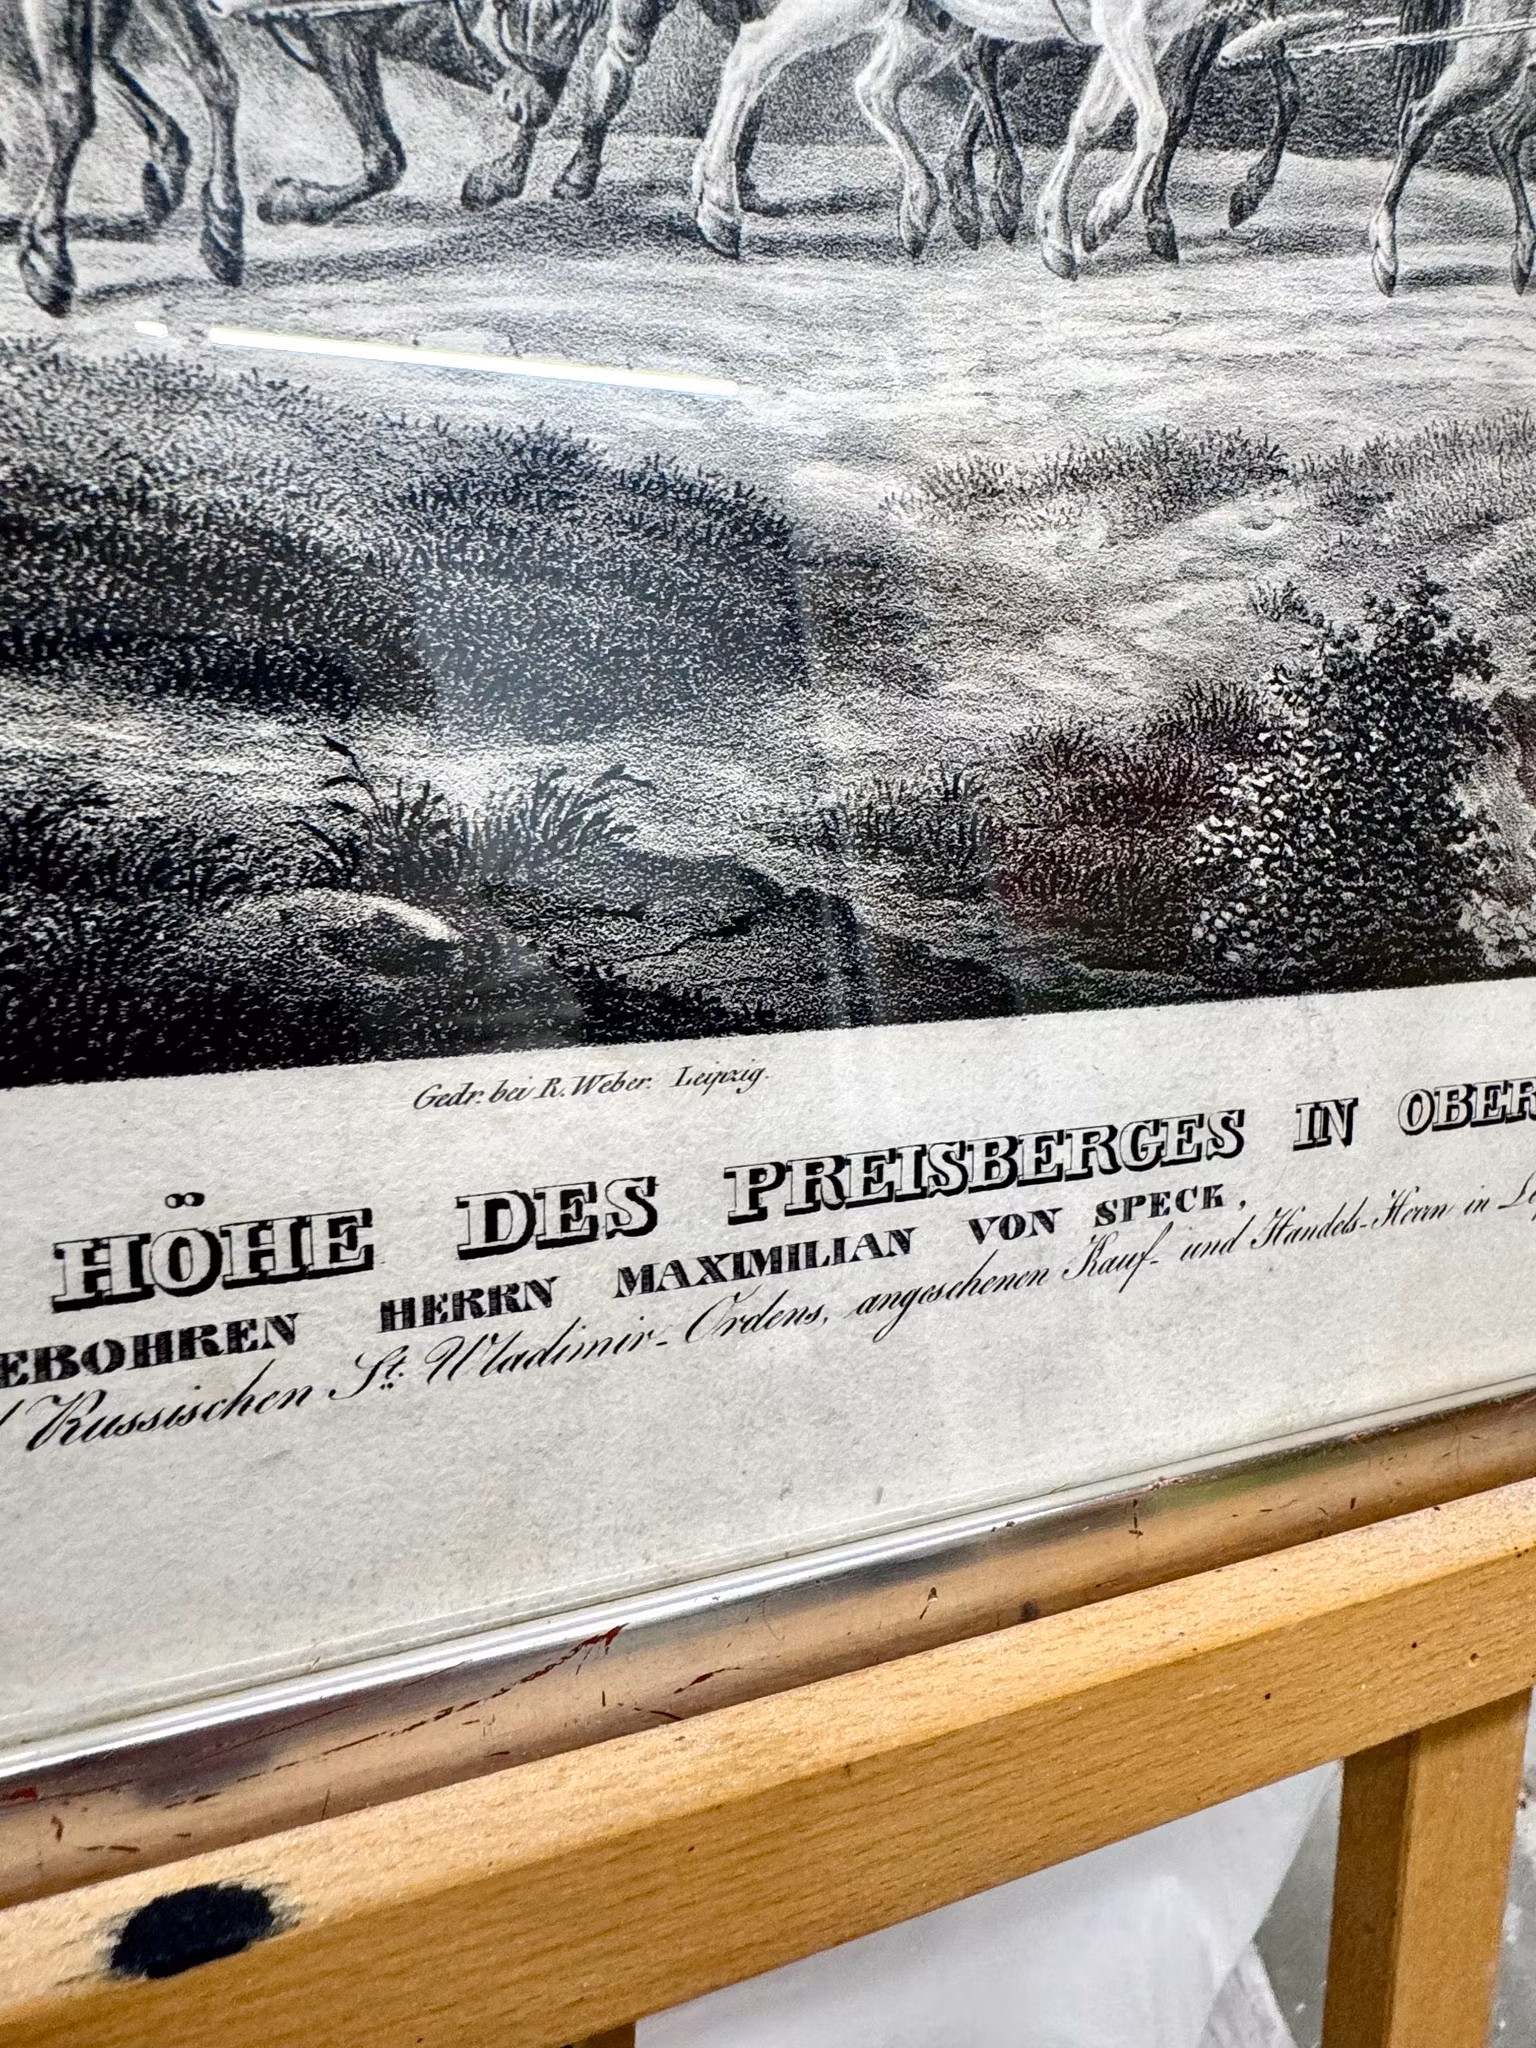 Gedr. bei R. Weber. Leipzig.
HÖHE DES PREISBERGES IN OBER
EBOHREN HERRN MAXIMILIAN VON SPECK,
Russischen St. Wladimir-Ordens, angesehenen Kauf- und Handels-Herrn in